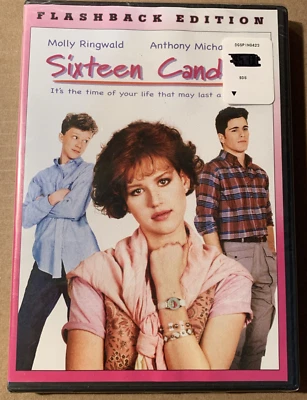 FLASHBACK EDITION
Molly Ringwald Anthony Micha
Sixteen Cand
It's the time of your life that may last a